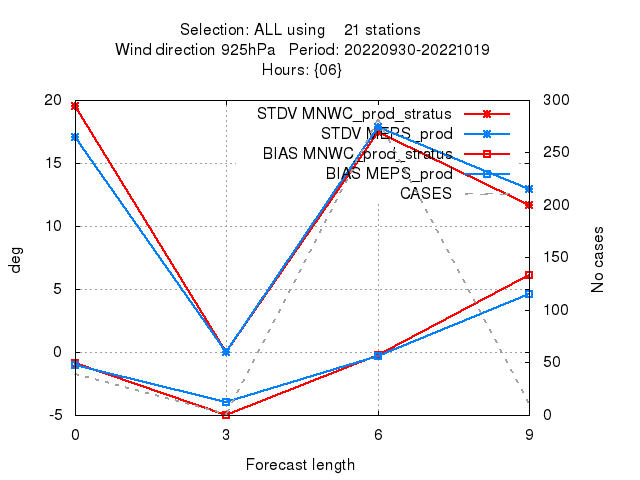 Selection: ALL using    21 stations
Wind direction 925hPa   Period: 20220930-20221019
Hours: {06}
20
15
10
5
0
-5
deg
300
250
200
150
100
50
0
No cases
STDV MNWC_prod_stratus
STDV MEPS_prod
BIAS MNWC_prod_stratus
BIAS MEPS_prod
CASES
0 3 6 9
Forecast length